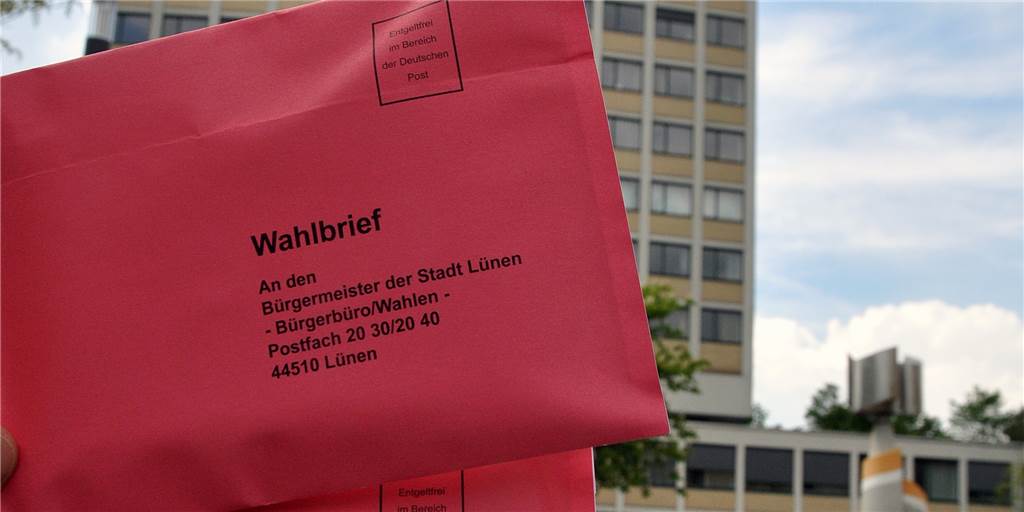 Entgeltfrei
im Bereich
der Deutschen
Post
Wahlbrief
An den
Bürgermeister der Stadt Lünen
- Bürgerbüro/Wahlen -
Postfach 20 30/20 40
44510 Lünen
Entgeltfrei
im Bereich